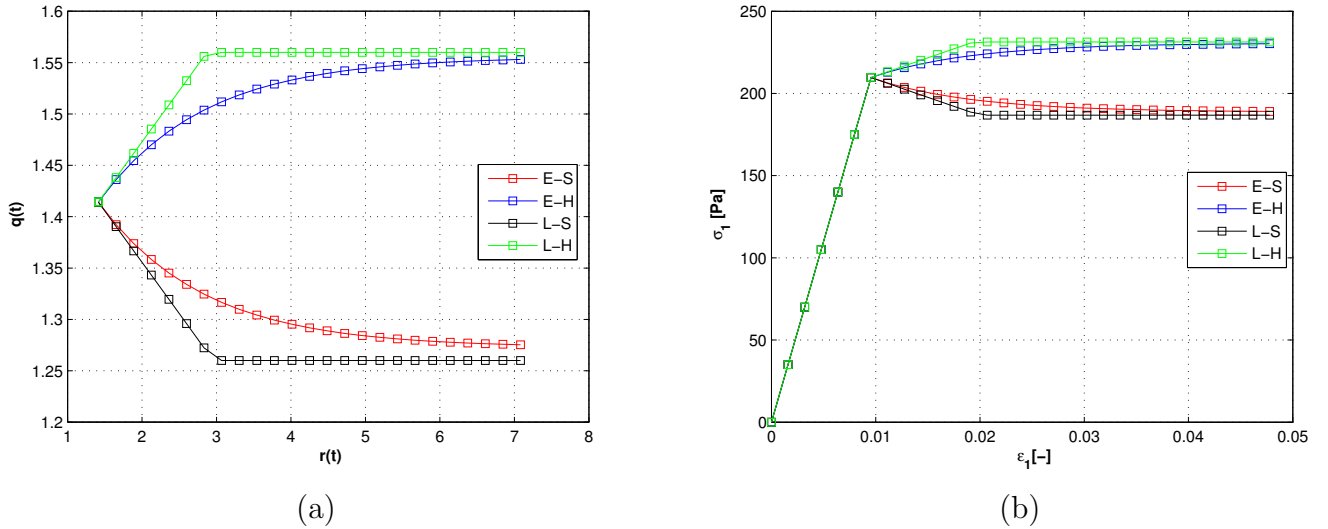 1.6
1.55
1.5
1.45
1.4
1.35
1.3
1.25
1.2
q(t)
1 2 3 4 5 6 7 8
r(t)
E−S
E−H
L−S
L−H
(a)
250
200
150
100
50
0
σ1 [Pa]
0 0.01 0.02 0.03 0.04 0.05
ε1[−]
E−S
E−H
L−S
L−H
(b)